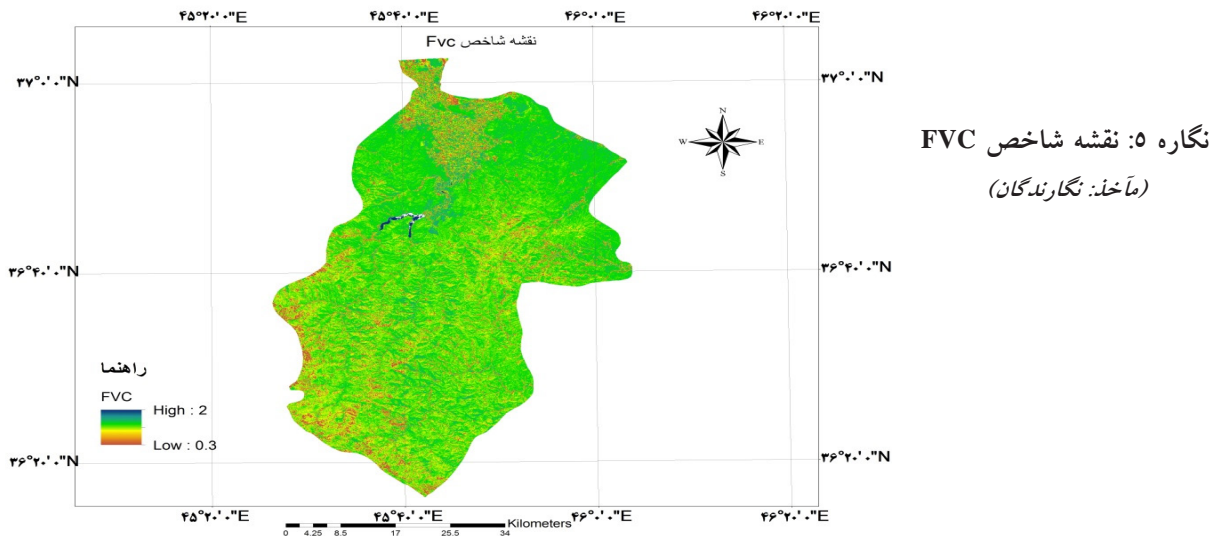 ۴۵°۲۰'۰"E ۴۵°۴۰'۰"E ۴۶°۰'۰"E ۴۶°۲۰'۰"E
نقشه شاخص Fvc
۳۷°۰'۰"N ۳۷°۰'۰"N
N
W E
S
۳۶°۴۰'۰"N ۳۶°۴۰'۰"N
راهنما
FVC
High : 2
Low : 0.3
۳۶°۲۰'۰"N ۳۶°۲۰'۰"N
۴۵°۲۰'۰"E ۴۵°۴۰'۰"E ۴۶°۰'۰"E ۴۶°۲۰'۰"E
Kilometers
0 4.25 8.5 17 25.5 34
نگاره ۵: نقشه شاخص FVC
(مآخذ: نگارندگان)